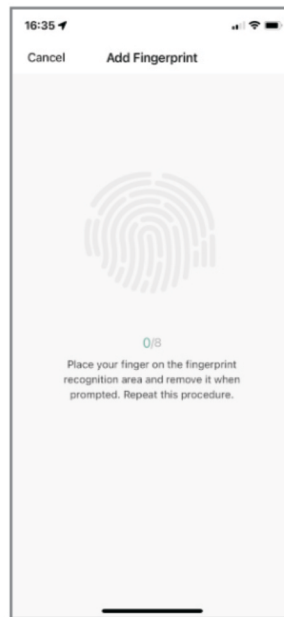 16:35
Cancel Add Fingerprint
0/8
Place your finger on the fingerprint
recognition area and remove it when
prompted. Repeat this procedure.